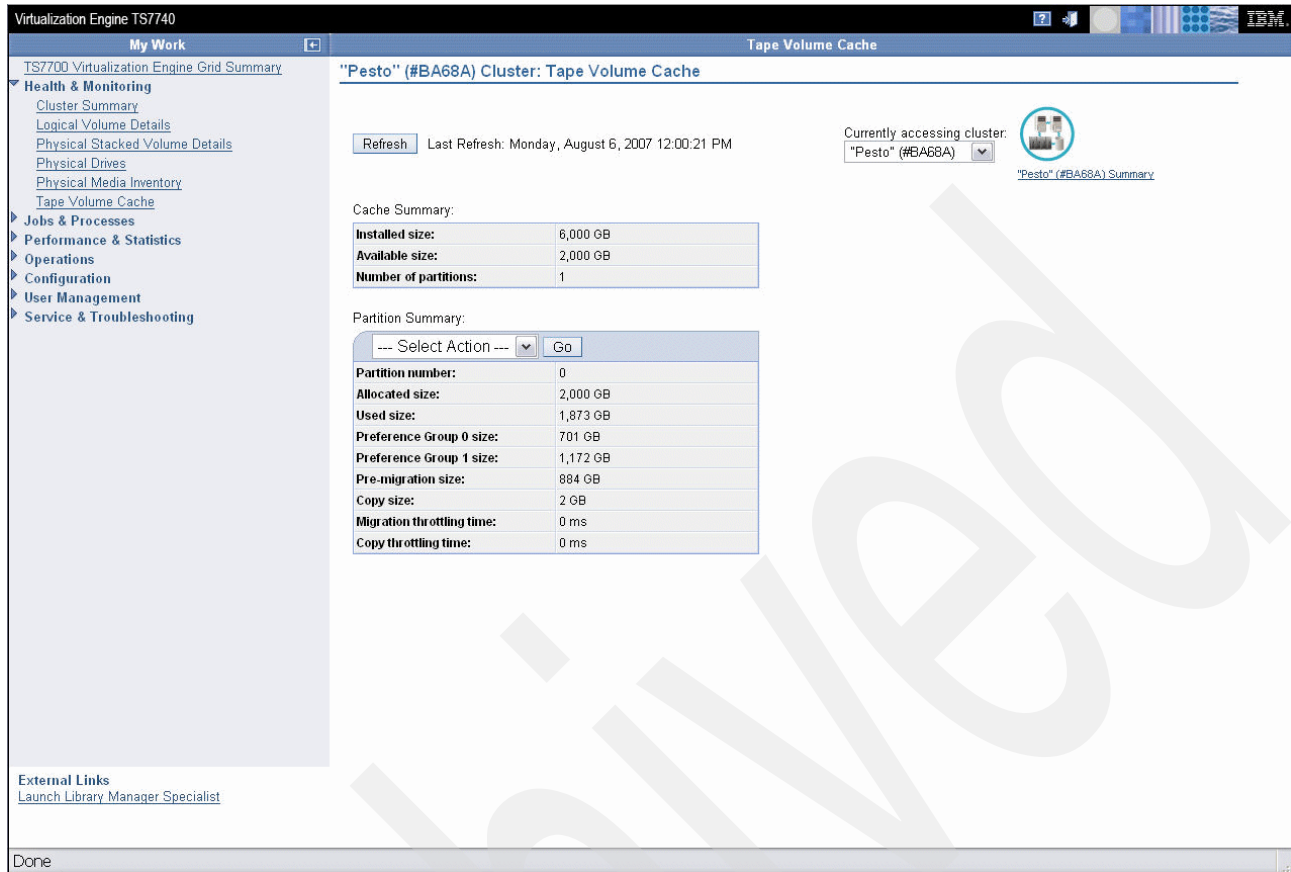 Virtualization Engine TS7740
? IBM.
My Work
Tape Volume Cache
TS7700 Virtualization Engine Grid Summary
Health & Monitoring
Cluster Summary
Logical Volume Details
Physical Stacked Volume Details
Physical Drives
Physical Media Inventory
Tape Volume Cache
Jobs & Processes
Performance & Statistics
Operations
Configuration
User Management
Service & Troubleshooting
External Links
Launch Library Manager Specialist
"Pesto" (#BA68A) Cluster: Tape Volume Cache
Refresh Last Refresh: Monday, August 6, 2007 12:00:21 PM
Currently accessing cluster:
"Pesto" (#BA68A)
"Pesto" (#BA68A) Summary
Cache Summary:
Installed size: 6,000 GB
Available size: 2,000 GB
Number of partitions: 1
Partition Summary:
--- Select Action --- Go
Partition number: 0
Allocated size: 2,000 GB
Used size: 1,873 GB
Preference Group 0 size: 701 GB
Preference Group 1 size: 1,172 GB
Pre-migration size: 884 GB
Copy size: 2 GB
Migration throttling time: 0 ms
Copy throttling time: 0 ms
Done